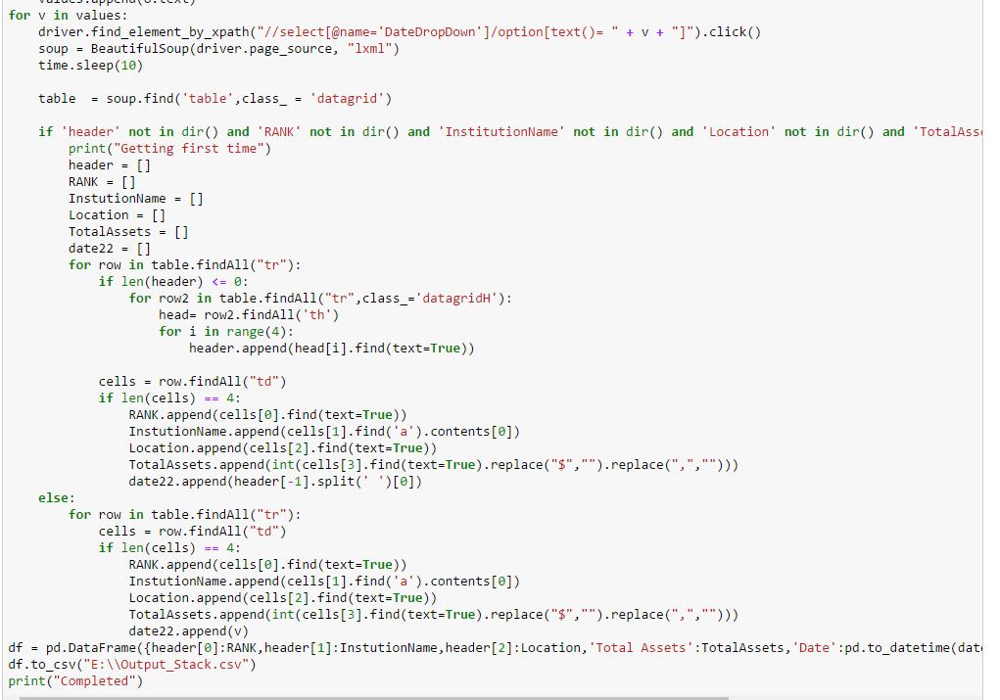 values.append(o.text)
for v in values:
    driver.find_element_by_xpath("//select[@name='DateDropDown']/option[text()= " + v + "]").click()
    soup = BeautifulSoup(driver.page_source, "lxml")
    time.sleep(10)
    table  = soup.find('table',class_ = 'datagrid')
    if 'header' not in dir() and 'RANK' not in dir() and 'InstitutionName' not in dir() and 'Location' not in dir() and 'TotalAsse
        print("Getting first time")
        header = []
        RANK = []
        InstutionName = []
        Location = []
        TotalAssets = []
        date22 = []
        for row in table.findAll("tr"):
            if len(header) <= 0:
                for row2 in table.findAll("tr",class_='datagridH'):
                    head= row2.findAll('th')
                    for i in range(4):
                        header.append(head[i].find(text=True))
            cells = row.findAll("td")
            if len(cells) == 4:
                RANK.append(cells[0].find(text=True))
                InstutionName.append(cells[1].find('a').contents[0])
                Location.append(cells[2].find(text=True))
                TotalAssets.append(int(cells[3].find(text=True).replace("$","").replace(",","")))
                date22.append(header[-1].split(' ')[0])
    else:
        for row in table.findAll("tr"):
            cells = row.findAll("td")
            if len(cells) == 4:
                RANK.append(cells[0].find(text=True))
                InstutionName.append(cells[1].find('a').contents[0])
                Location.append(cells[2].find(text=True))
                TotalAssets.append(int(cells[3].find(text=True).replace("$","").replace(",","")))
                date22.append(v)
df = pd.DataFrame({header[0]:RANK,header[1]:InstutionName,header[2]:Location,'Total Assets':TotalAssets,'Date':pd.to_datetime(date
df.to_csv("E:\\Output_Stack.csv")
print("Completed")